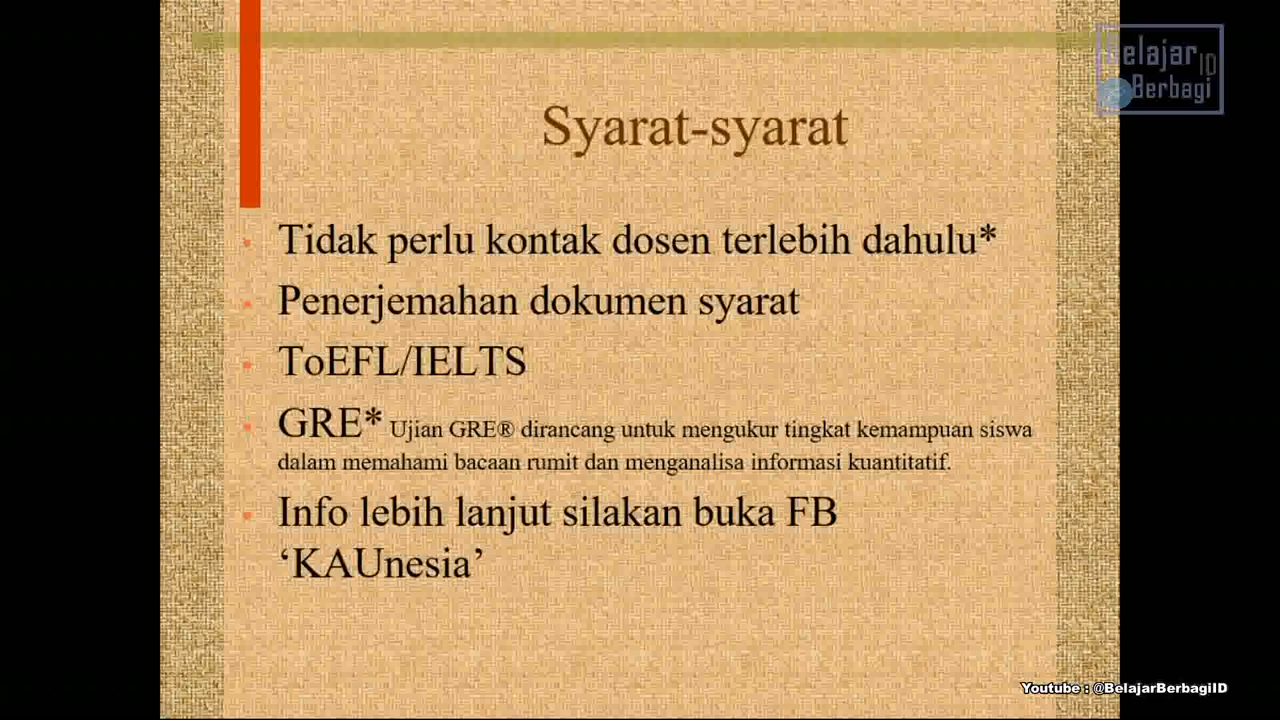 Belajar ID
Berbagi
Syarat-syarat
Tidak perlu kontak dosen terlebih dahulu*
Penerjemahan dokumen syarat
ToEFL/IELTS
GRE* Ujian GRE® dirancang untuk mengukur tingkat kemampuan siswa
dalam memahami bacaan rumit dan menganalisa informasi kuantitatif.
Info lebih lanjut silakan buka FB
‘KAUnesia’
Youtube : @BelajarBerbagiID